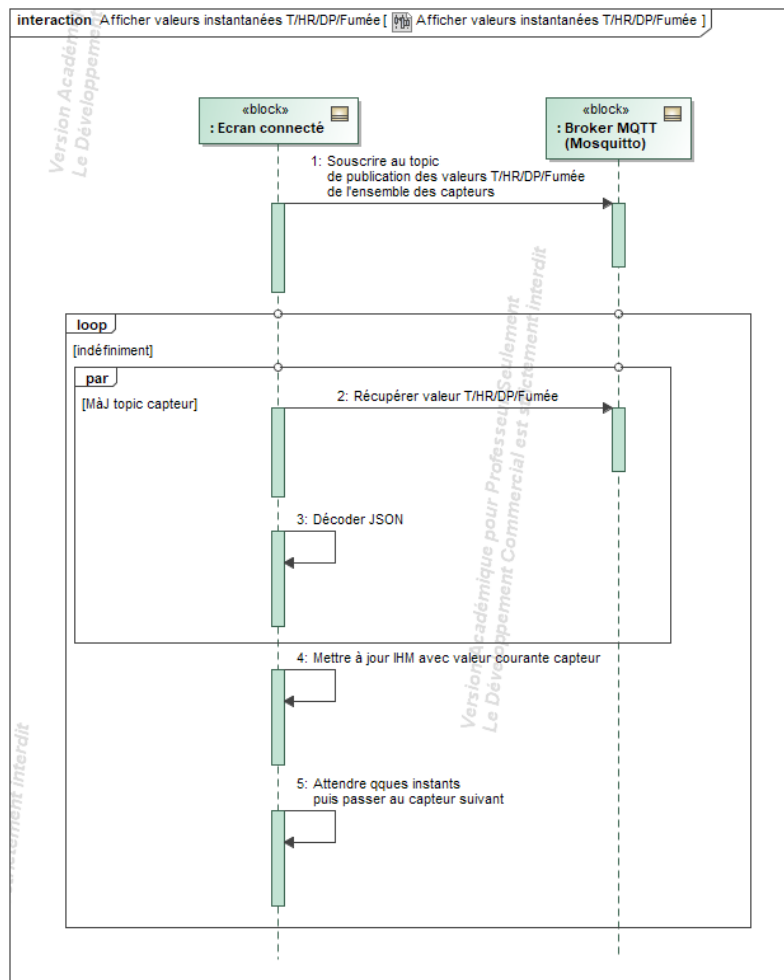 interaction Afficher valeurs instantanées T/HR/DP/Fumée [ Afficher valeurs instantanées T/HR/DP/Fumée ]
Version Académ
Le Développement
«block»
: Ecran connecté
«block»
: Broker MQTT
(Mosquitto)
1: Souscrire au topic
de publication des valeurs T/HR/DP/Fumée
de l'ensemble des capteurs
loop
[indéfiniment]
par
[MàJ topic capteur]
2: Récupérer valeur T/HR/DP/Fumée
3: Décoder JSON
4: Mettre à jour IHM avec valeur courante capteur
5: Attendre qques instants
puis passer au capteur suivant
Version Académique pour Professeur Seulement
Le Développement Commercial est strictement interdit
strictement interdit